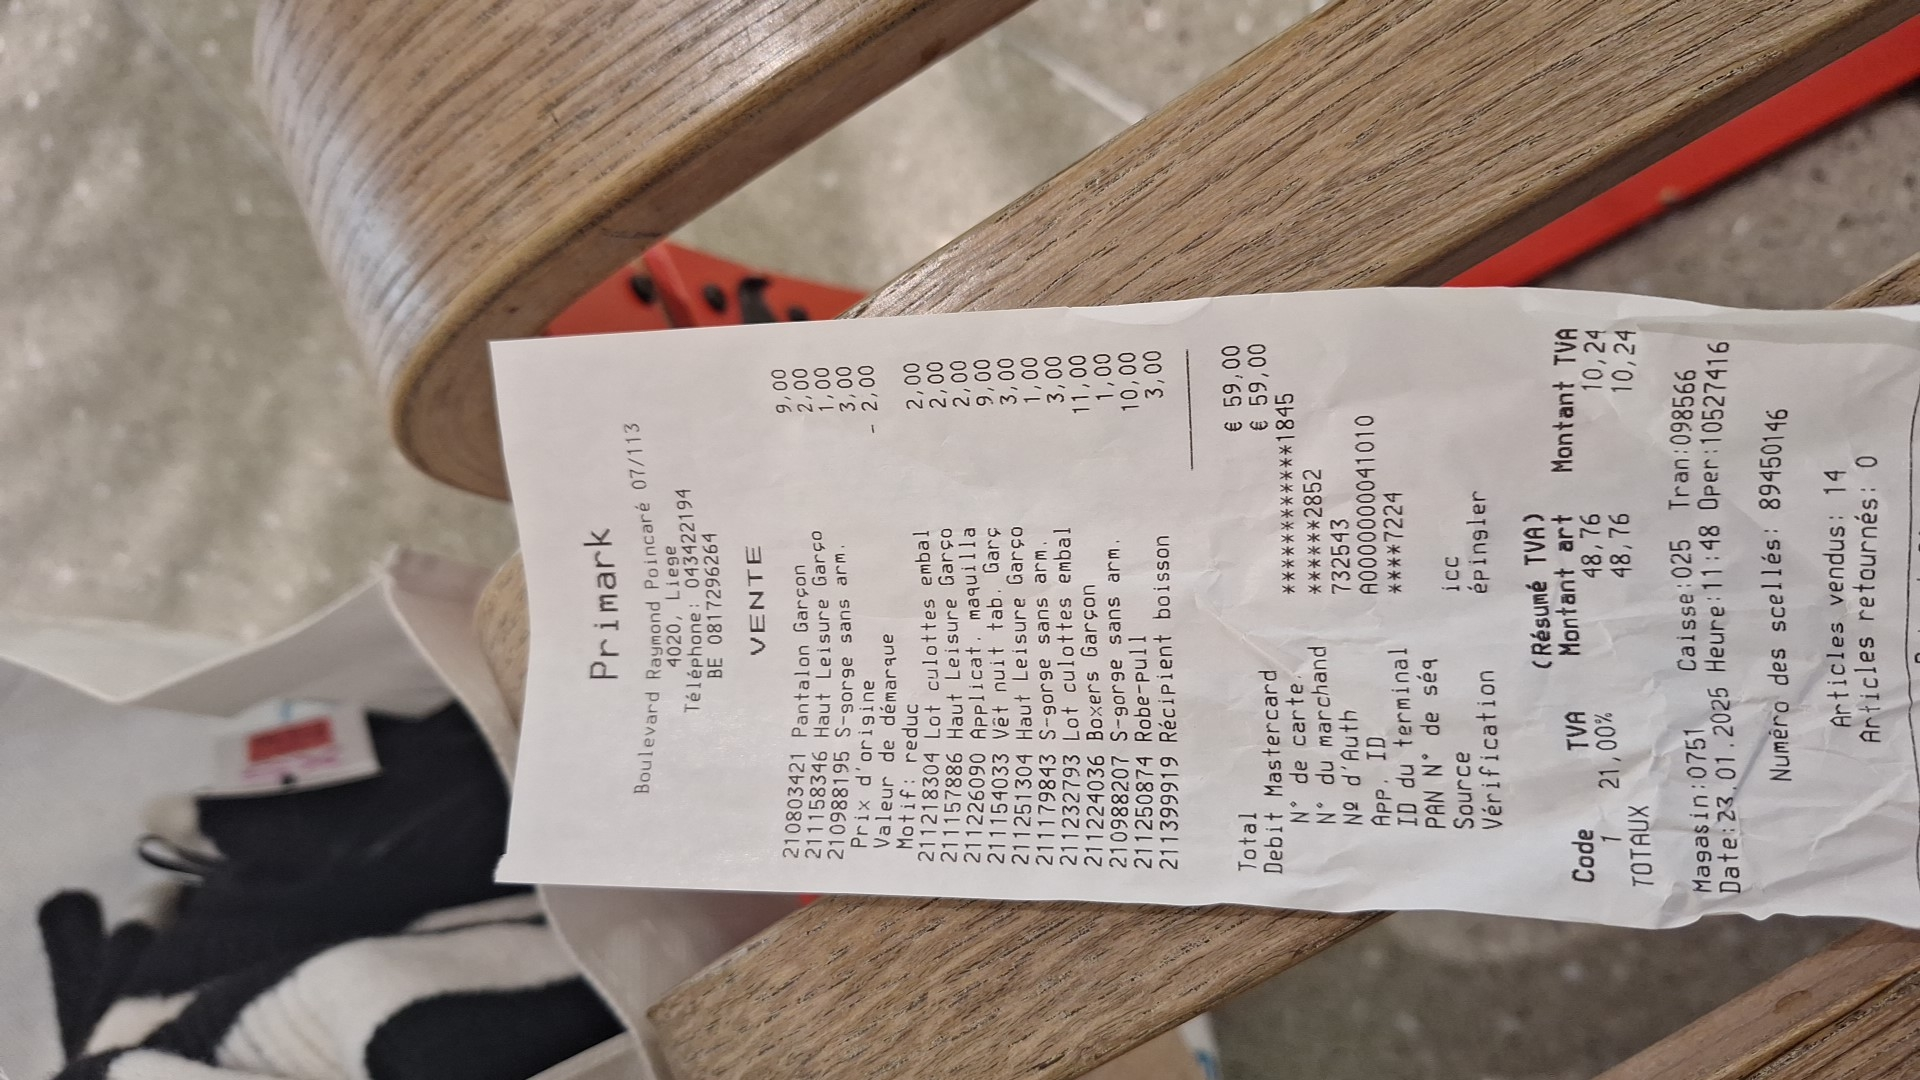 Primark
Boulevard Raymond Poincaré 07/113
4020, Liege
Téléphone: 043422194
BE 0817296264
VENTE
210803421 Pantalon Garçon 9,00
211158346 Haut Leisure Garço 2,00
210988195 S-gorge sans arm. 1,00
Prix d'origine 3,00
Valeur de démarque - 2,00
Motif: reduc
211218304 Lot culottes embal 2,00
211157886 Haut Leisure Garço 2,00
211226090 Applicat. maquilla 2,00
211154033 Vêt nuit tab. Garç 9,00
211251304 Haut Leisure Garço 3,00
211179843 S-gorge sans arm. 1,00
211232793 Lot culottes embal 3,00
211224036 Boxers Garçon 11,00
210988207 S-gorge sans arm. 1,00
211250874 Robe-Pull 10,00
211399919 Récipient boisson 3,00
Total € 59,00
Debit Mastercard € 59,00
N° de carte. ************1845
N° du marchand ******2852
Nº d'Auth 732543
APP. ID A0000000041010
ID du terminal ****7224
PAN N° de séq
Source icc
Vérification épingler
(Résumé TVA)
Code TVA Montant art Montant TVA
1 21,00% 48,76 10,24
TOTAUX 48,76 10,24
Magasin:0751 Caisse:025 Tran:098566
Date:23.01.2025 Heure:11:48 Oper:10527416
Numéro des scellés: 89450146
Articles vendus: 14
Articles retournés: 0